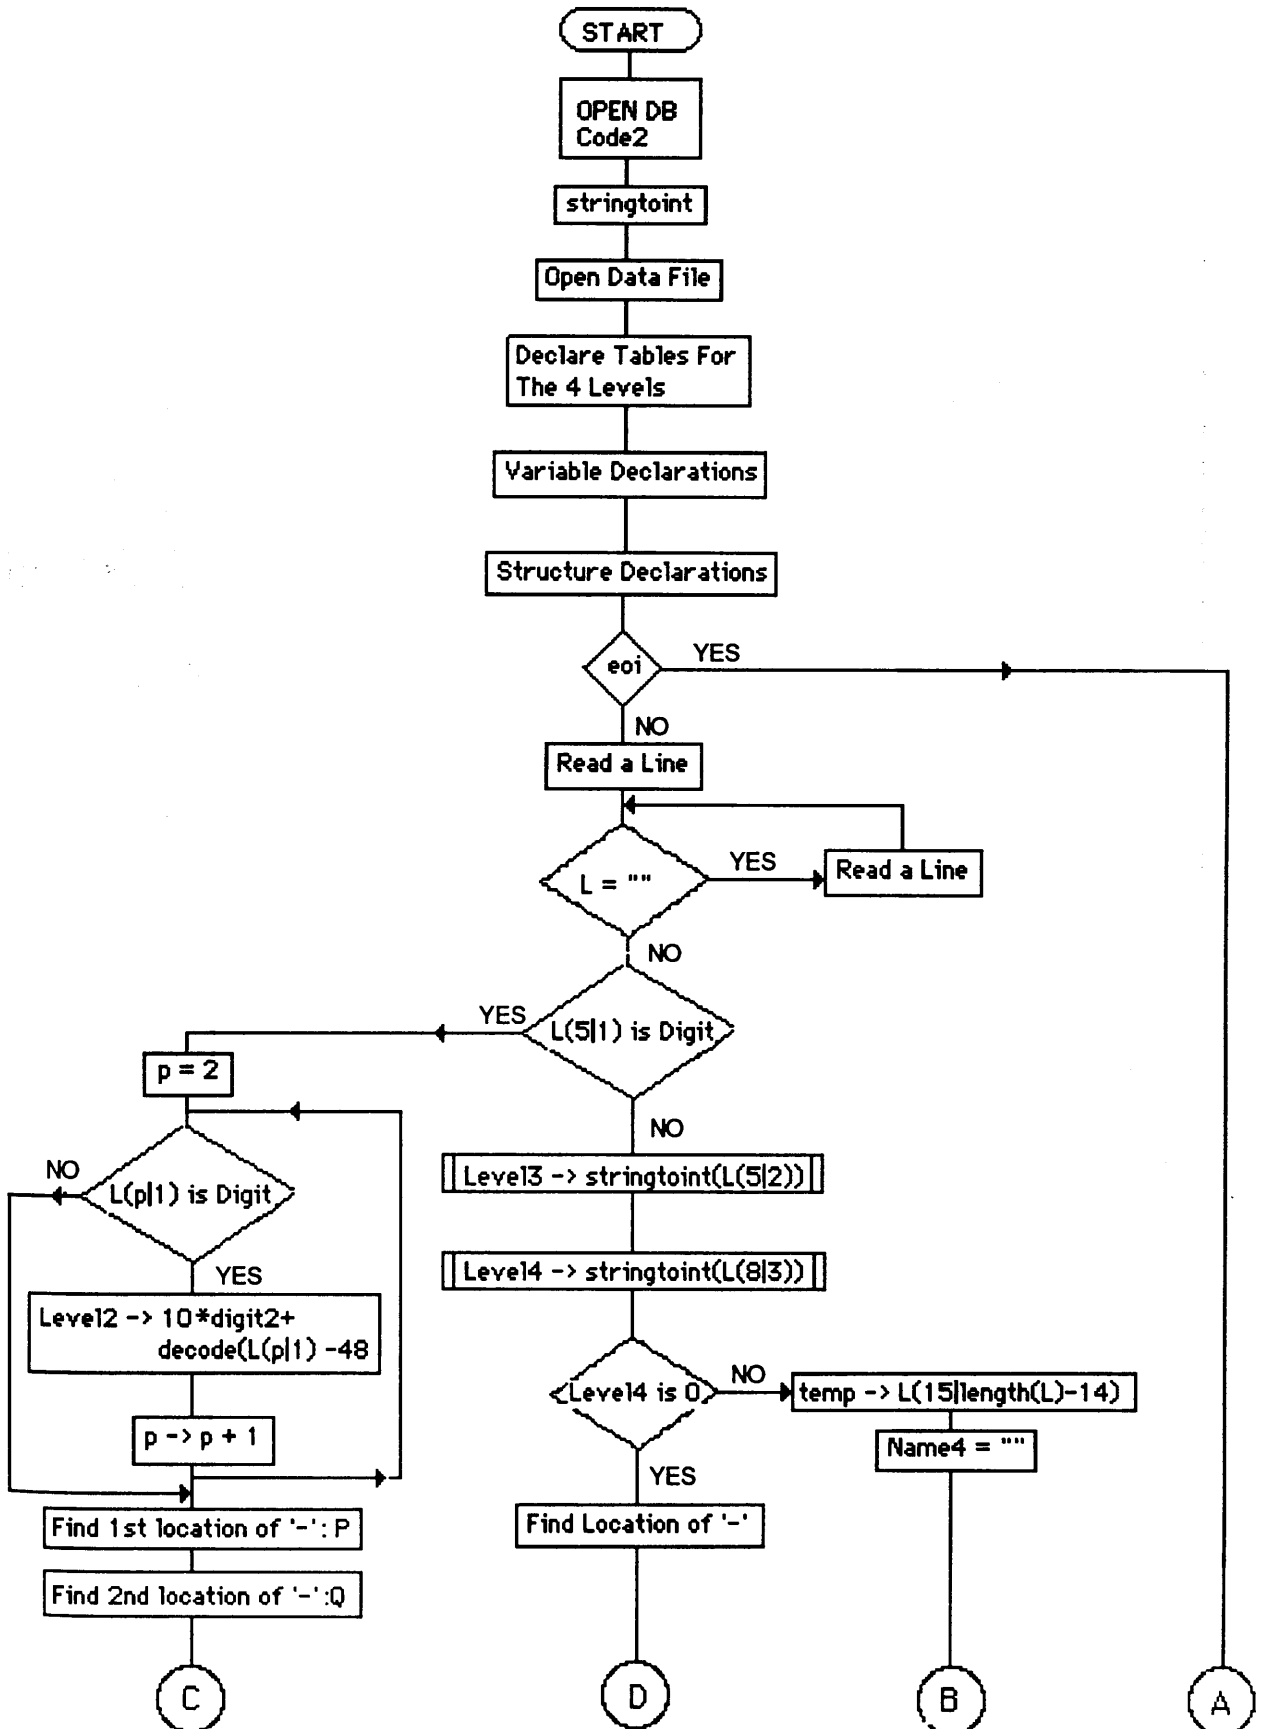 START
OPEN DB
Code2
stringtoint
Open Data File
Declare Tables For
The 4 Levels
Variable Declarations
Structure Declarations
eoi
YES
NO
Read a Line
L = ""
YES
Read a Line
NO
L(5|1) is Digit
YES
NO
p = 2
L(p|1) is Digit
NO
YES
Level2 -> 10*digit2+
decode(L(p|1) -48
p -> p + 1
Find 1st location of '-': P
Find 2nd location of '-':Q
C
Level3 -> stringtoint(L(5|2))
Level4 -> stringtoint(L(8|3))
Level4 is 0
NO
YES
temp -> L(15|length(L)-14)
Name4 = ""
Find Location of '-'
D
B
A